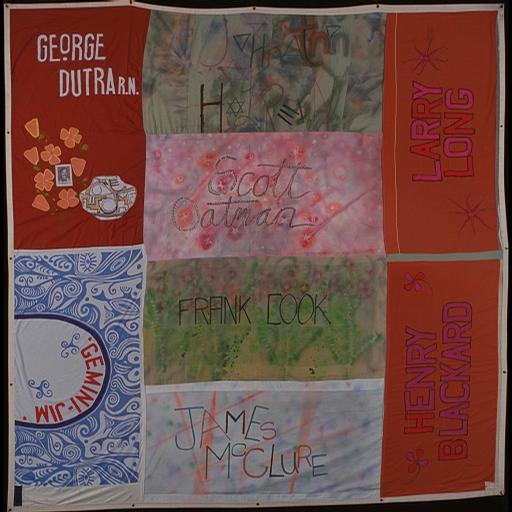 GEORGE
DUTRA R.N.
Scott
Oatman
LARRY
LONG
FRANK COOK
GEMINI-JIM
JAMES
McCLURE
HENRY
BLACKARD